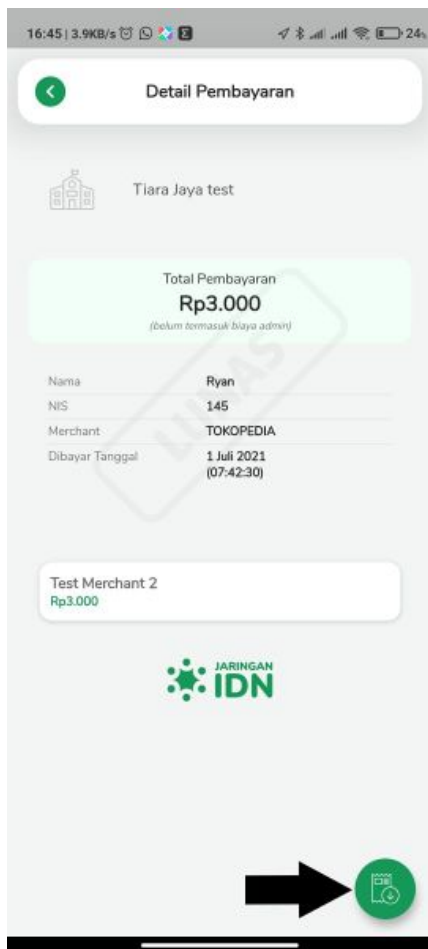 16:45 | 3.9KB/s
24
Detail Pembayaran
Tiara Jaya test
Total Pembayaran
Rp3.000
(belum termasuk biaya admin)
LUNAS
Nama Ryan
NIS 145
Merchant TOKOPEDIA
Dibayar Tanggal 1 Juli 2021
(07:42:30)
Test Merchant 2
Rp3.000
JARINGAN
IDN